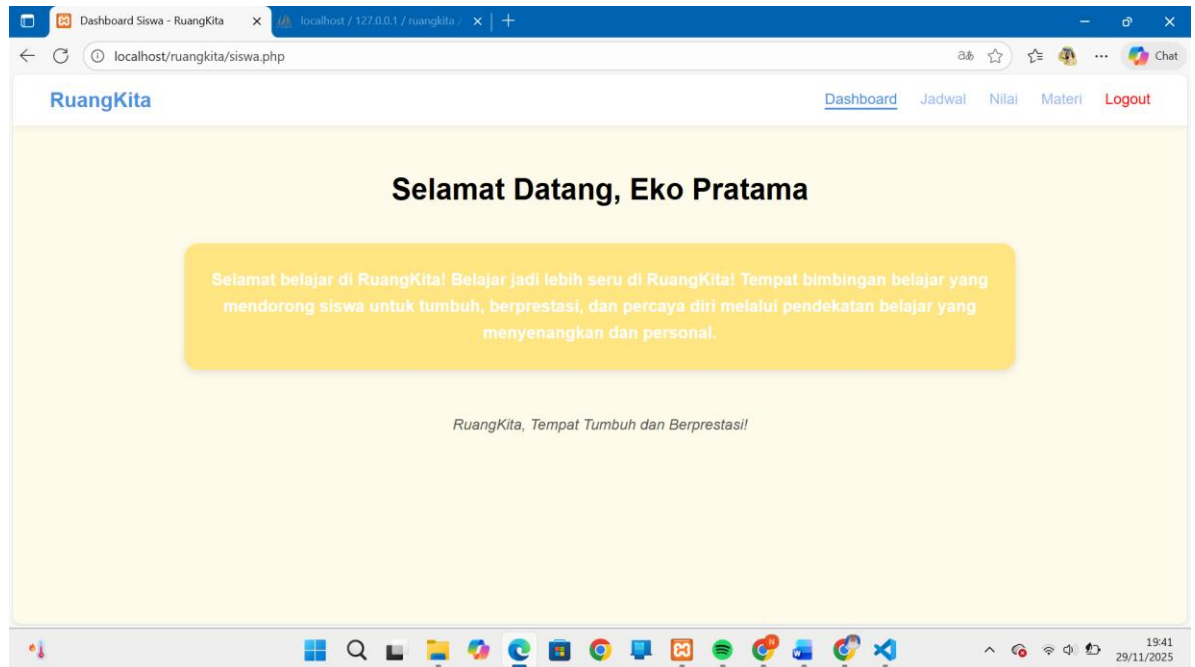 Dashboard Siswa - RuangKita
localhost / 127.0.0.1 / ruangkita /
localhost/ruangkita/siswa.php
Chat
RuangKita
Dashboard Jadwal Nilai Materi Logout
Selamat Datang, Eko Pratama
Selamat belajar di RuangKita! Belajar jadi lebih seru di RuangKita! Tempat bimbingan belajar yang
mendorong siswa untuk tumbuh, berprestasi, dan percaya diri melalui pendekatan belajar yang
menyenangkan dan personal.
RuangKita, Tempat Tumbuh dan Berprestasi!
19:41
29/11/2025